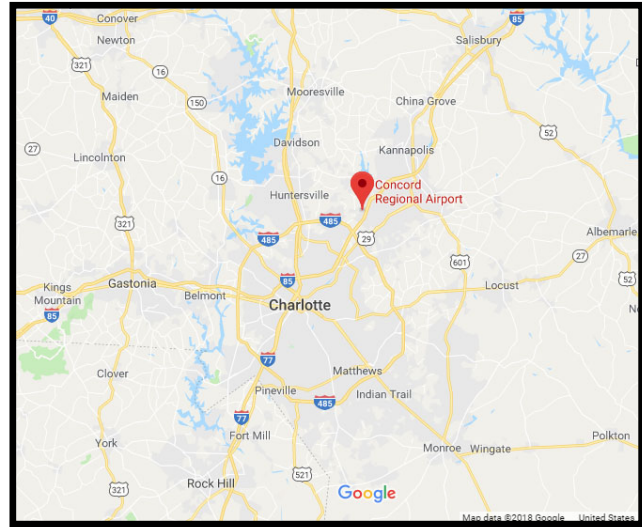 40
Conover
Newton
85
Salisbury
321
16
Mooresville
Maiden
150
China Grove
52
Davidson
Kannapolis
27
Lincolnton
16
Huntersville
Concord
Regional Airport
321
485
485
29
Albemarle
601
27
Kings
Mountain
Gastonia
85
Belmont
Locust
52
Charlotte
85
77
Matthews
Clover
Pineville
485
Indian Trail
77
York
Fort Mill
Monroe
Wingate
Polkton
521
321
Rock Hill
Google
Map data ©2018 Google United States